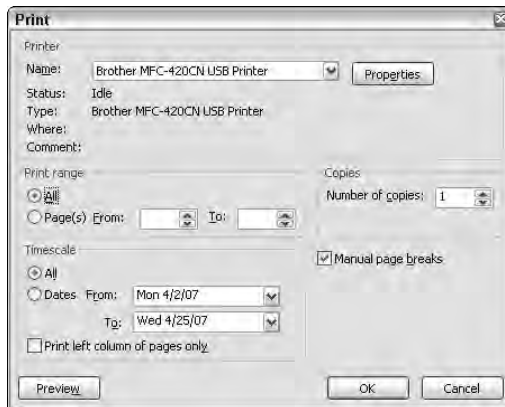 Print
Printer
Name: Brother MFC-420CN USB Printer Properties
Status: Idle
Type: Brother MFC-420CN USB Printer
Where:
Comment:
Print range
All
Page(s) From: To:
Copies
Number of copies: 1
Timescale
All
Dates From: Mon 4/2/07
To: Wed 4/25/07
Print left column of pages only
Manual page breaks
Preview OK Cancel